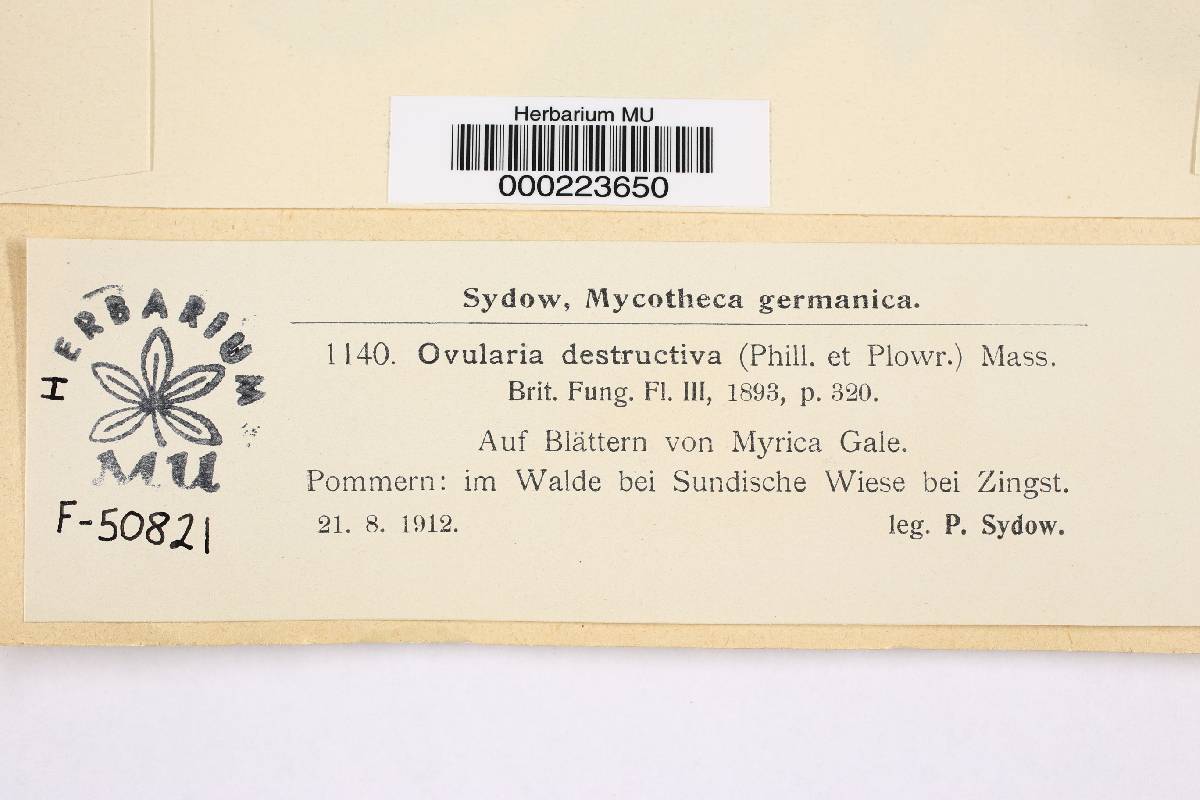 Herbarium MU
000223650
HERBARIUM
MU
F-50821
Sydow, Mycotheca germanica.
1140. Ovularia destructiva (Phill. et Plowr.) Mass.
Brit. Fung. Fl. III, 1893, p. 320.
Auf Blättern von Myrica Gale.
Pommern: im Walde bei Sundische Wiese bei Zingst.
21. 8. 1912. leg. P. Sydow.